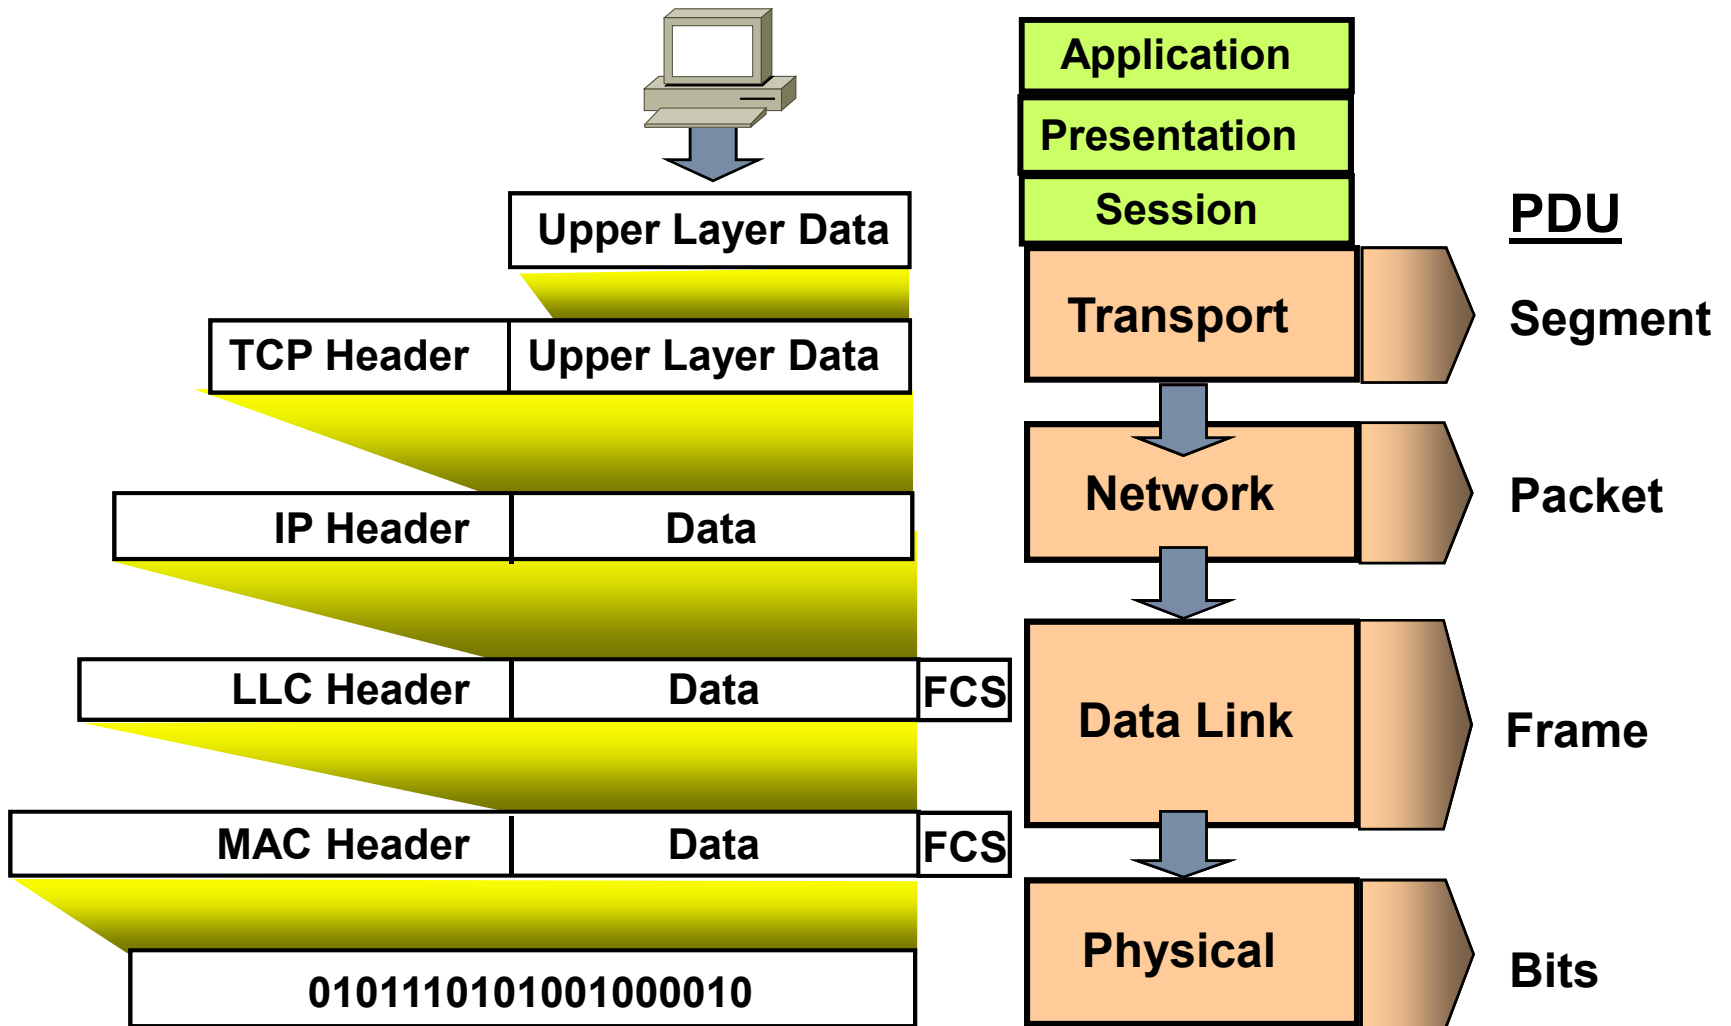 Application
Presentation
Session
PDU
Upper Layer Data
Transport
Segment
TCP Header Upper Layer Data
Network
Packet
IP Header Data
LLC Header Data FCS
Data Link
Frame
MAC Header Data FCS
Physical
Bits
0101110101001000010